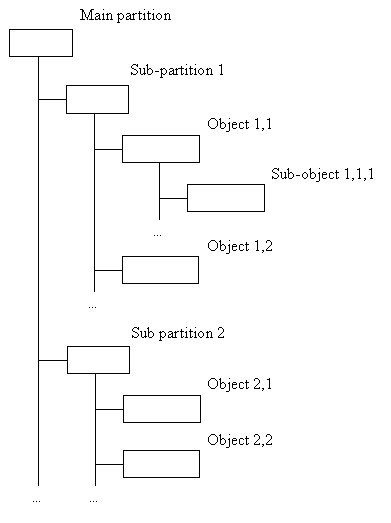 Main partition
Sub-partition 1
Object 1,1
Sub-object 1,1,1
...
Object 1,2
...
Sub partition 2
Object 2,1
Object 2,2
... ...